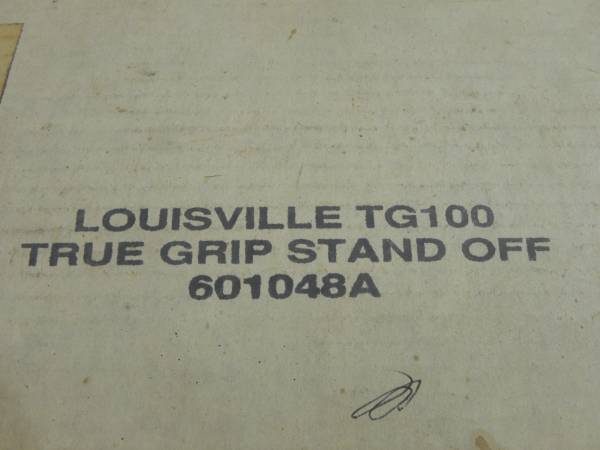 LOUISVILLE TG100
TRUE GRIP STAND OFF
601048A